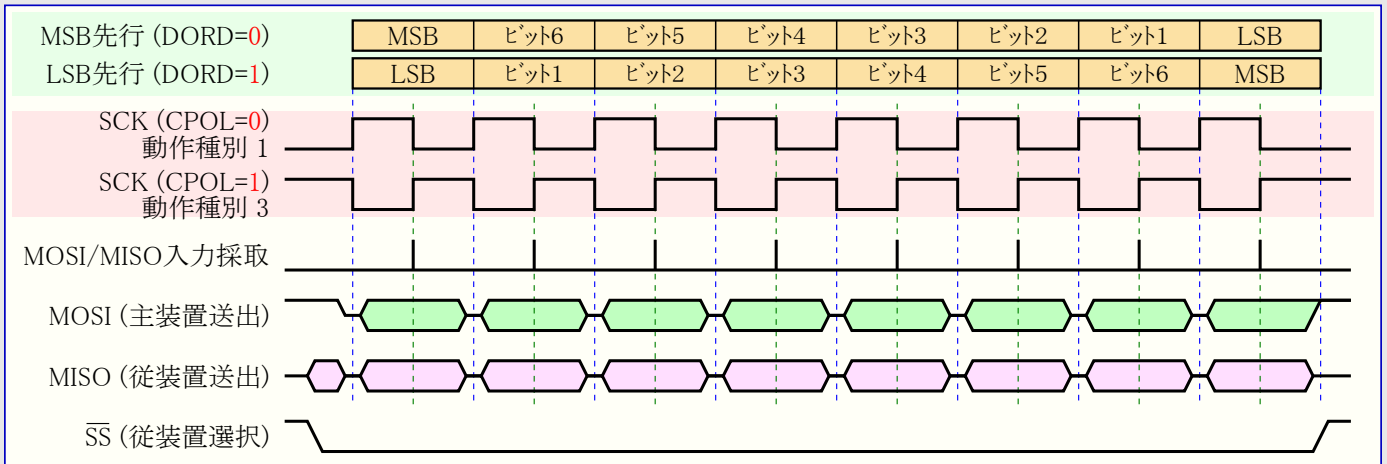 MSB先行 (DORD=0) MSB ﾋﾞｯﾄ6 ﾋﾞｯﾄ5 ﾋﾞｯﾄ4 ﾋﾞｯﾄ3 ﾋﾞｯﾄ2 ﾋﾞｯﾄ1 LSB
LSB先行 (DORD=1) LSB ﾋﾞｯﾄ1 ﾋﾞｯﾄ2 ﾋﾞｯﾄ3 ﾋﾞｯﾄ4 ﾋﾞｯﾄ5 ﾋﾞｯﾄ6 MSB
SCK (CPOL=0)
動作種別 1
SCK (CPOL=1)
動作種別 3
MOSI/MISO入力採取
MOSI (主装置送出)
MISO (従装置送出)
SS (従装置選択)